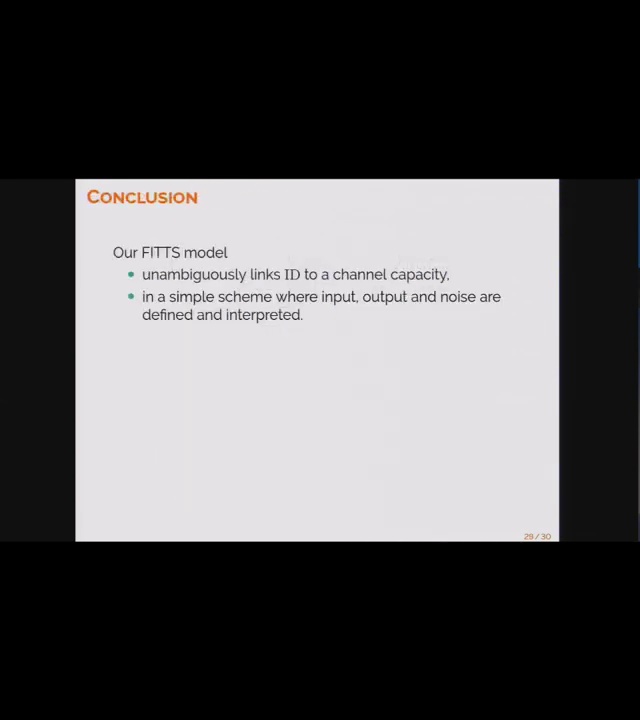 CONCLUSION
Our FITTS model
• unambiguously links ID to a channel capacity,
• in a simple scheme where input, output and noise are
defined and interpreted.
29 / 30